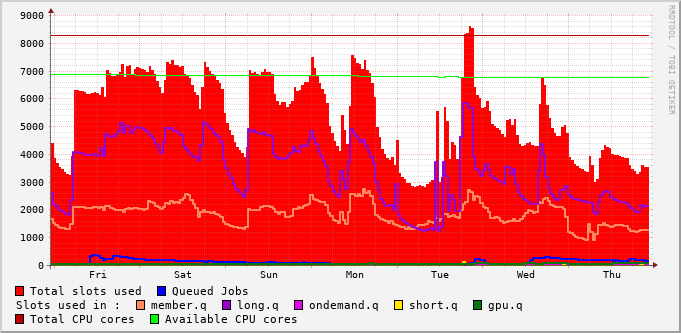 9000
8000
7000
6000
5000
4000
3000
2000
1000
0
Fri Sat Sun Mon Tue Wed Thu
RRDTOOL / TOBI OETIKER
Total slots used Queued Jobs
Slots used in : member.q long.q ondemand.q short.q gpu.q
Total CPU cores Available CPU cores